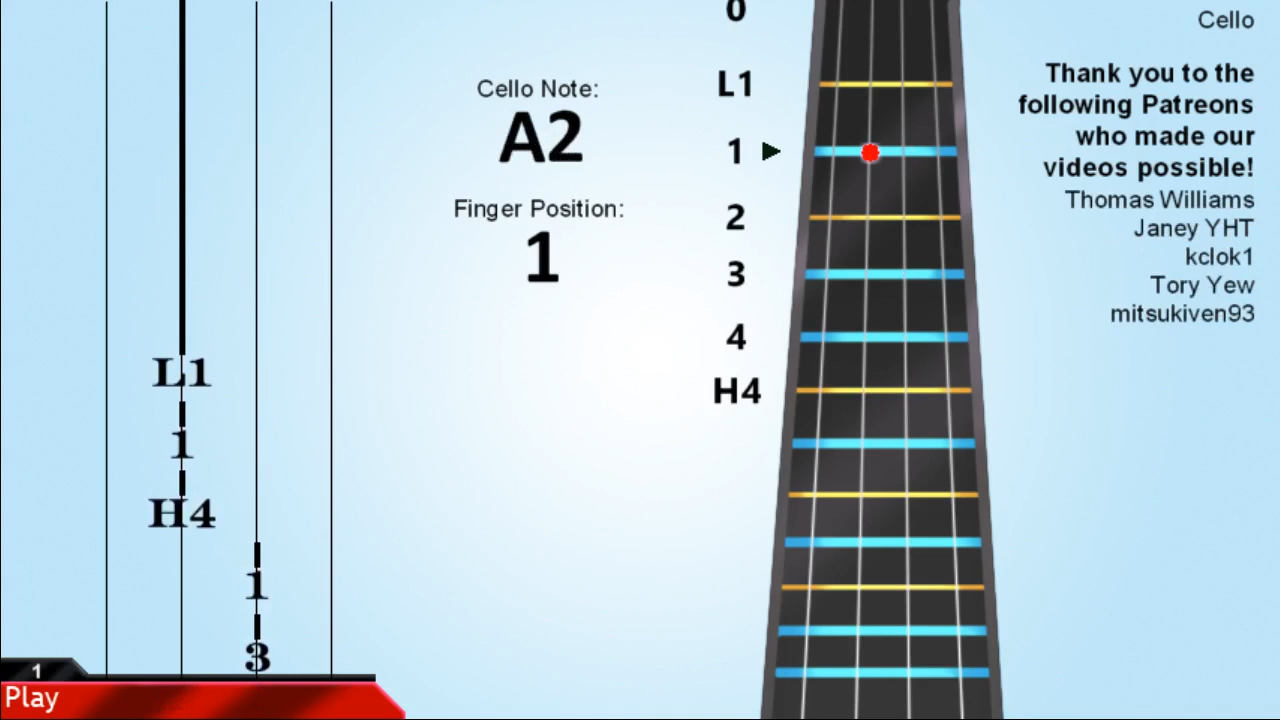 L1
1
H4
1
3
1
Play
Cello Note:
A2
Finger Position:
1
0
L1
1
2
3
4
H4
Cello
Thank you to the
following Patreons
who made our
videos possible!
Thomas Williams
Janey YHT
kclok1
Tory Yew
mitsukiven93